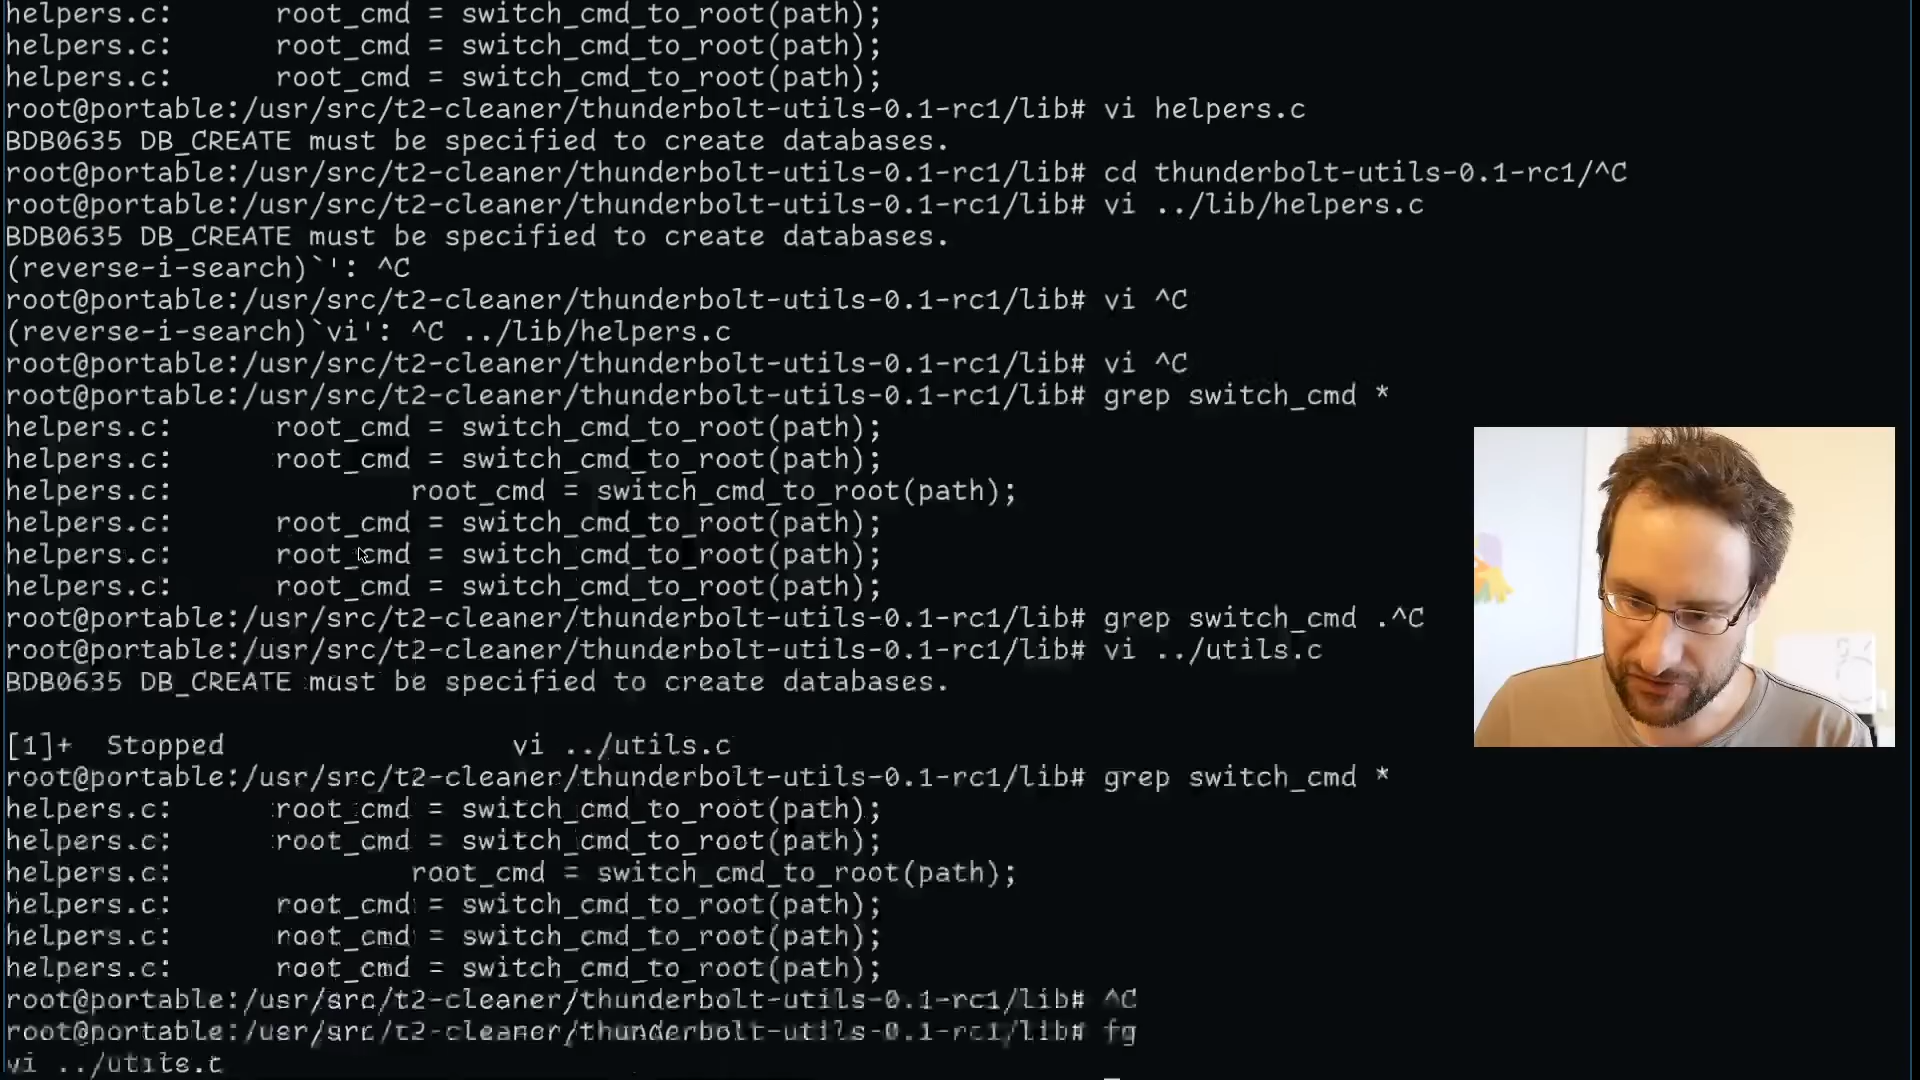 helpers.c:      root_cmd = switch_cmd_to_root(path);
helpers.c:      root_cmd = switch_cmd_to_root(path);
helpers.c:      root_cmd = switch_cmd_to_root(path);
root@portable:/usr/src/t2-cleaner/thunderbolt-utils-0.1-rc1/lib# vi helpers.c
BDB0635 DB_CREATE must be specified to create databases.
root@portable:/usr/src/t2-cleaner/thunderbolt-utils-0.1-rc1/lib# cd thunderbolt-utils-0.1-rc1/^C
root@portable:/usr/src/t2-cleaner/thunderbolt-utils-0.1-rc1/lib# vi ../lib/helpers.c
BDB0635 DB_CREATE must be specified to create databases.
(reverse-i-search)`': ^C
root@portable:/usr/src/t2-cleaner/thunderbolt-utils-0.1-rc1/lib# vi ^C
(reverse-i-search)`vi': ^C ../lib/helpers.c
root@portable:/usr/src/t2-cleaner/thunderbolt-utils-0.1-rc1/lib# vi ^C
root@portable:/usr/src/t2-cleaner/thunderbolt-utils-0.1-rc1/lib# grep switch_cmd *
helpers.c:      root_cmd = switch_cmd_to_root(path);
helpers.c:      root_cmd = switch_cmd_to_root(path);
helpers.c:              root_cmd = switch_cmd_to_root(path);
helpers.c:      root_cmd = switch_cmd_to_root(path);
helpers.c:      root_cmd = switch_cmd_to_root(path);
helpers.c:      root_cmd = switch_cmd_to_root(path);
root@portable:/usr/src/t2-cleaner/thunderbolt-utils-0.1-rc1/lib# grep switch_cmd .^C
root@portable:/usr/src/t2-cleaner/thunderbolt-utils-0.1-rc1/lib# vi ../utils.c
BDB0635 DB_CREATE must be specified to create databases.
[1]+  Stopped                 vi ../utils.c
root@portable:/usr/src/t2-cleaner/thunderbolt-utils-0.1-rc1/lib# grep switch_cmd *
helpers.c:      root_cmd = switch_cmd_to_root(path);
helpers.c:      root_cmd = switch_cmd_to_root(path);
helpers.c:              root_cmd = switch_cmd_to_root(path);
helpers.c:      root_cmd = switch_cmd_to_root(path);
helpers.c:      root_cmd = switch_cmd_to_root(path);
helpers.c:      root_cmd = switch_cmd_to_root(path);
root@portable:/usr/src/t2-cleaner/thunderbolt-utils-0.1-rc1/lib# ^C
root@portable:/usr/src/t2-cleaner/thunderbolt-utils-0.1-rc1/lib# fg
vi ../utils.c